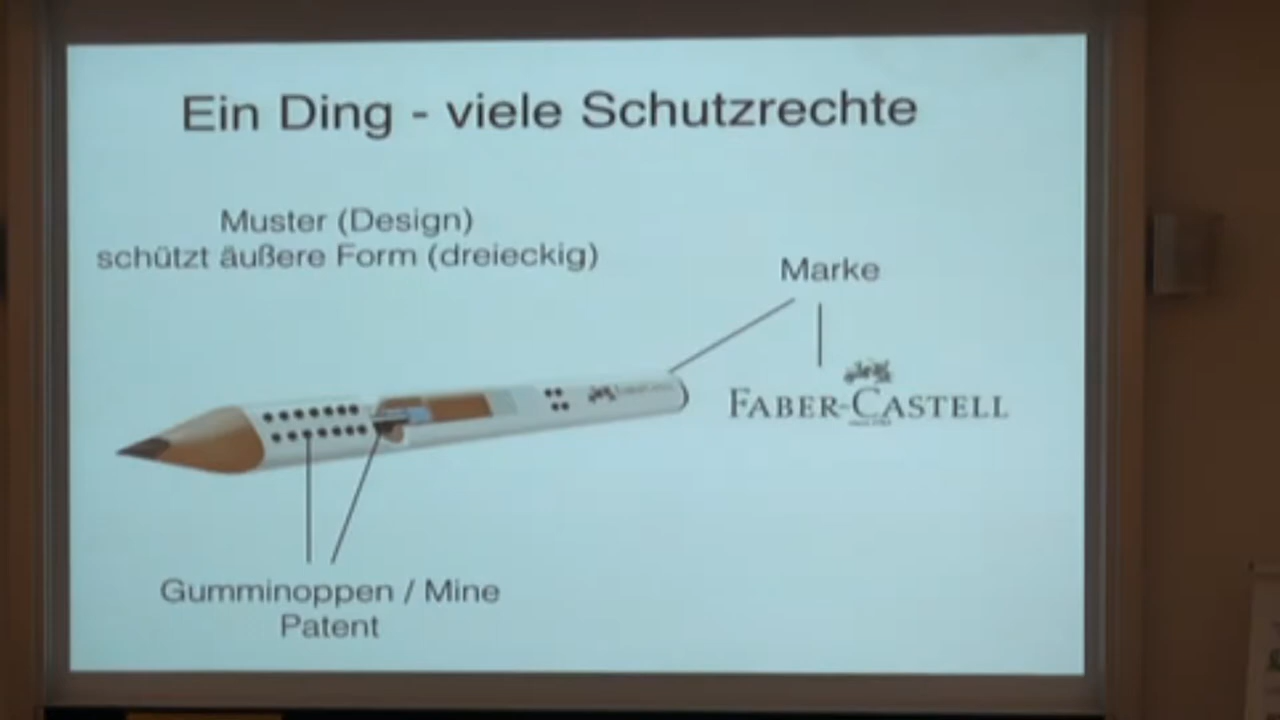 Ein Ding - viele Schutzrechte
Muster (Design)
schützt äußere Form (dreieckig)
Marke
FABER-CASTELL
Gumminoppen / Mine
Patent